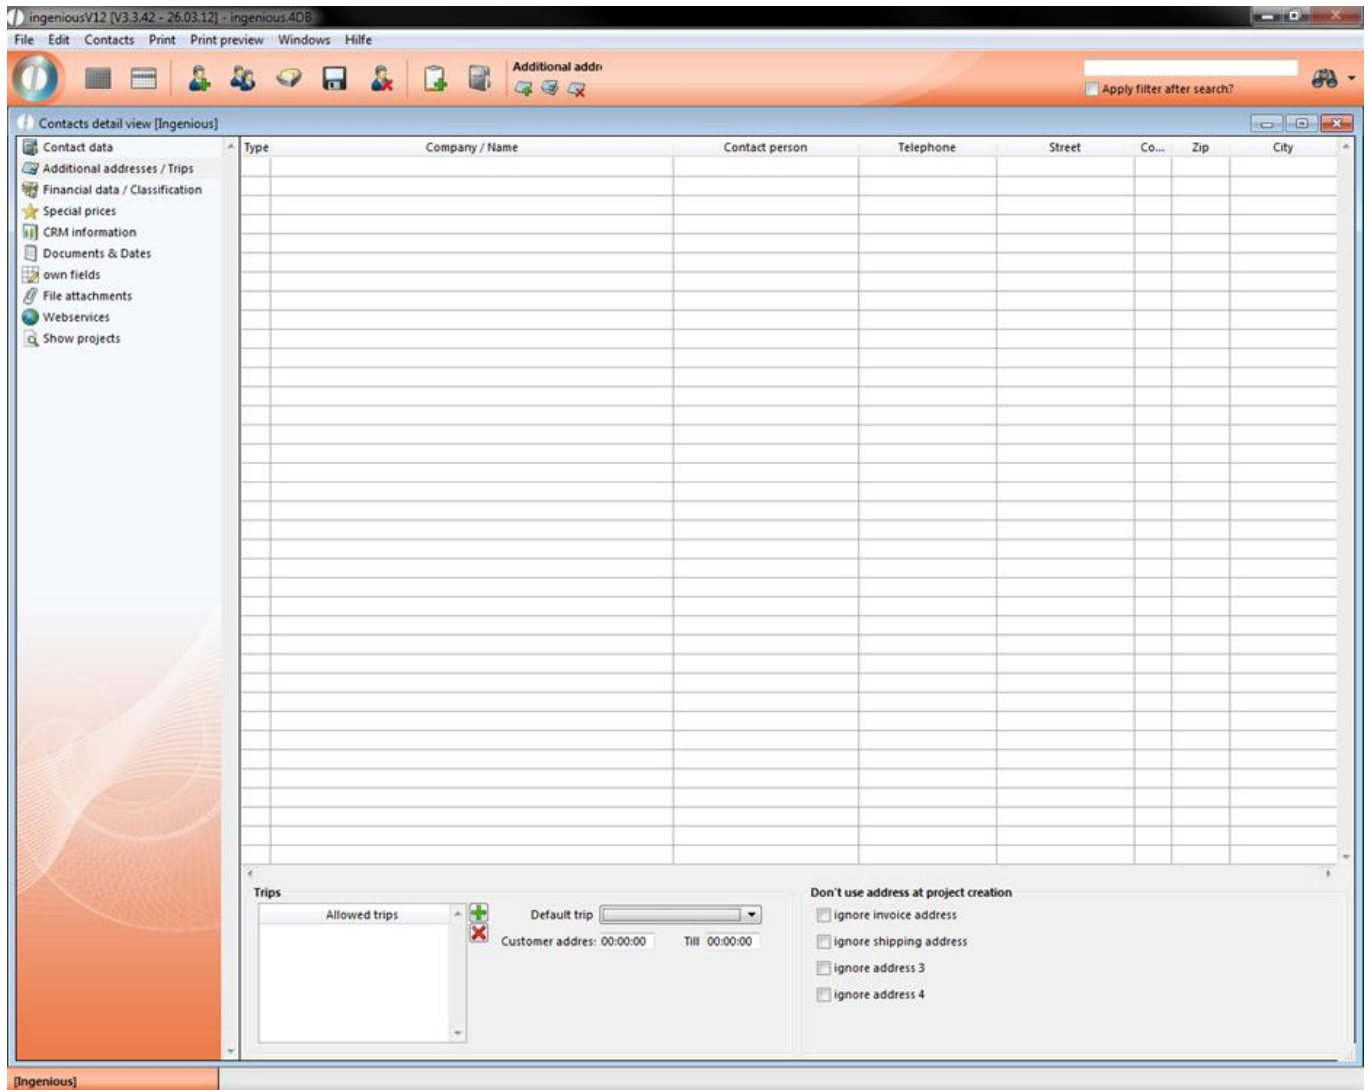 ingeniousV12 [V3.3.42 - 26.03.12] - ingenious.4DB
File Edit Contacts Print Print preview Windows Hilfe
Additional addr
Apply filter after search?
Contacts detail view [Ingenious]
Contact data
Additional addresses / Trips
Financial data / Classification
Special prices
CRM information
Documents & Dates
own fields
File attachments
Webservices
Show projects
Type Company / Name Contact person Telephone Street Co... Zip City
Trips
Allowed trips
Default trip
Customer addres: 00:00:00 Till 00:00:00
Don't use address at project creation
ignore invoice address
ignore shipping address
ignore address 3
ignore address 4
[Ingenious]